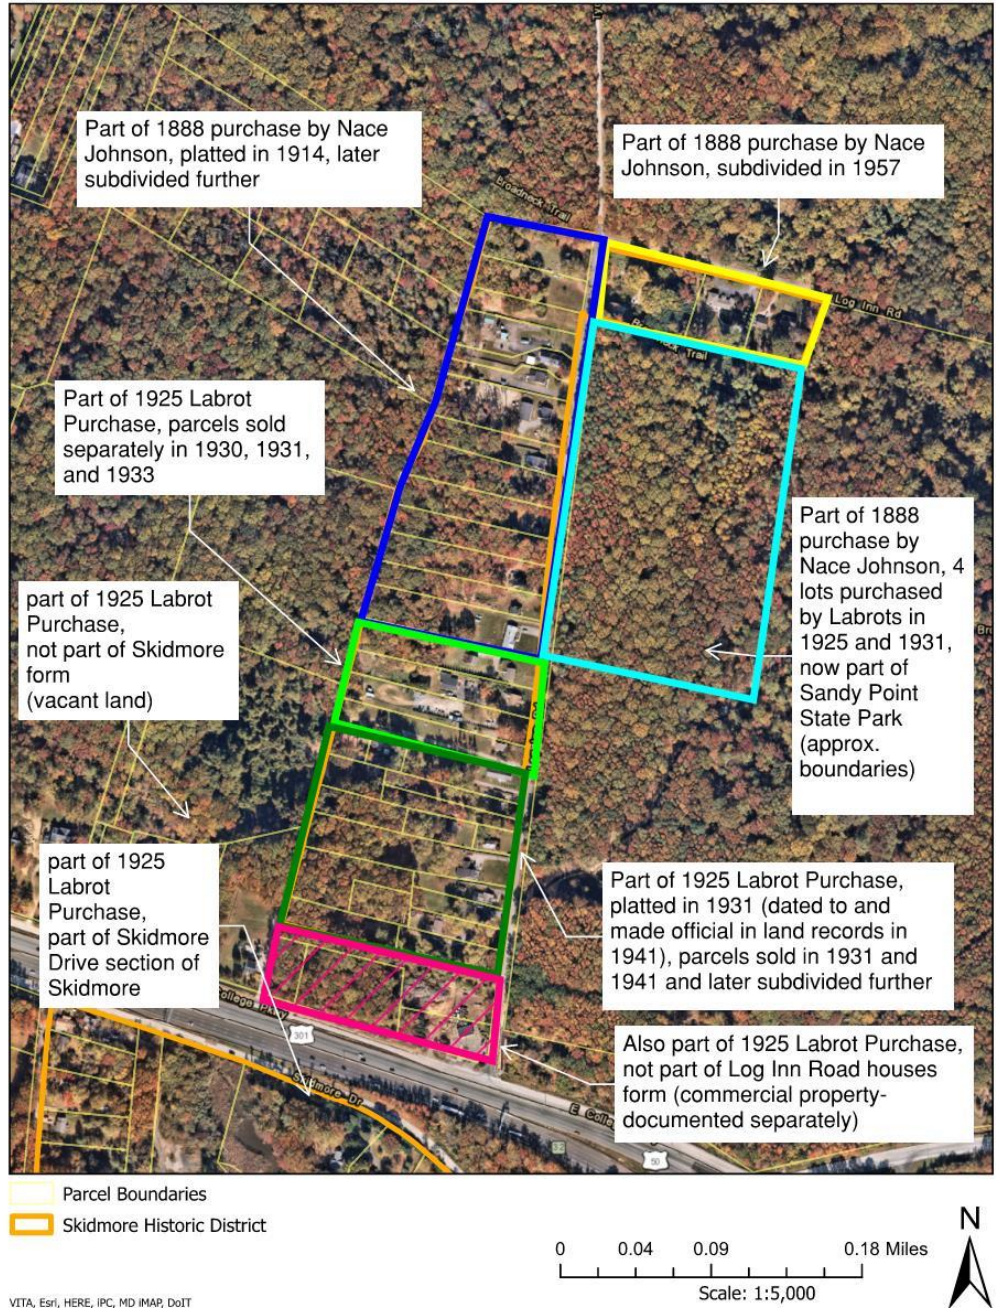 Part of 1888 purchase by Nace
Johnson, platted in 1914, later
subdivided further
Part of 1888 purchase by Nace
Johnson, subdivided in 1957
Broadneck Trail
Log Inn Rd
Trail
Part of 1925 Labrot
Purchase, parcels sold
separately in 1930, 1931,
and 1933
Part of 1888
purchase by
Nace Johnson, 4
lots purchased
by Labrots in
1925 and 1931,
now part of
Sandy Point
State Park
(approx.
boundaries)
part of 1925 Labrot
Purchase,
not part of Skidmore
form
(vacant land)
part of 1925
Labrot
Purchase,
part of Skidmore
Drive section of
Skidmore
Part of 1925 Labrot Purchase,
platted in 1931 (dated to and
made official in land records in
1941), parcels sold in 1931 and
1941 and later subdivided further
Also part of 1925 Labrot Purchase,
not part of Log Inn Road houses
form (commercial property-
documented separately)
College Pkwy
301
Skidmore Dr
E Colle
50
Parcel Boundaries
Skidmore Historic District
N
0 0.04 0.09 0.18 Miles
Scale: 1:5,000
VITA, Esri, HERE, iPC, MD iMAP, DoIT